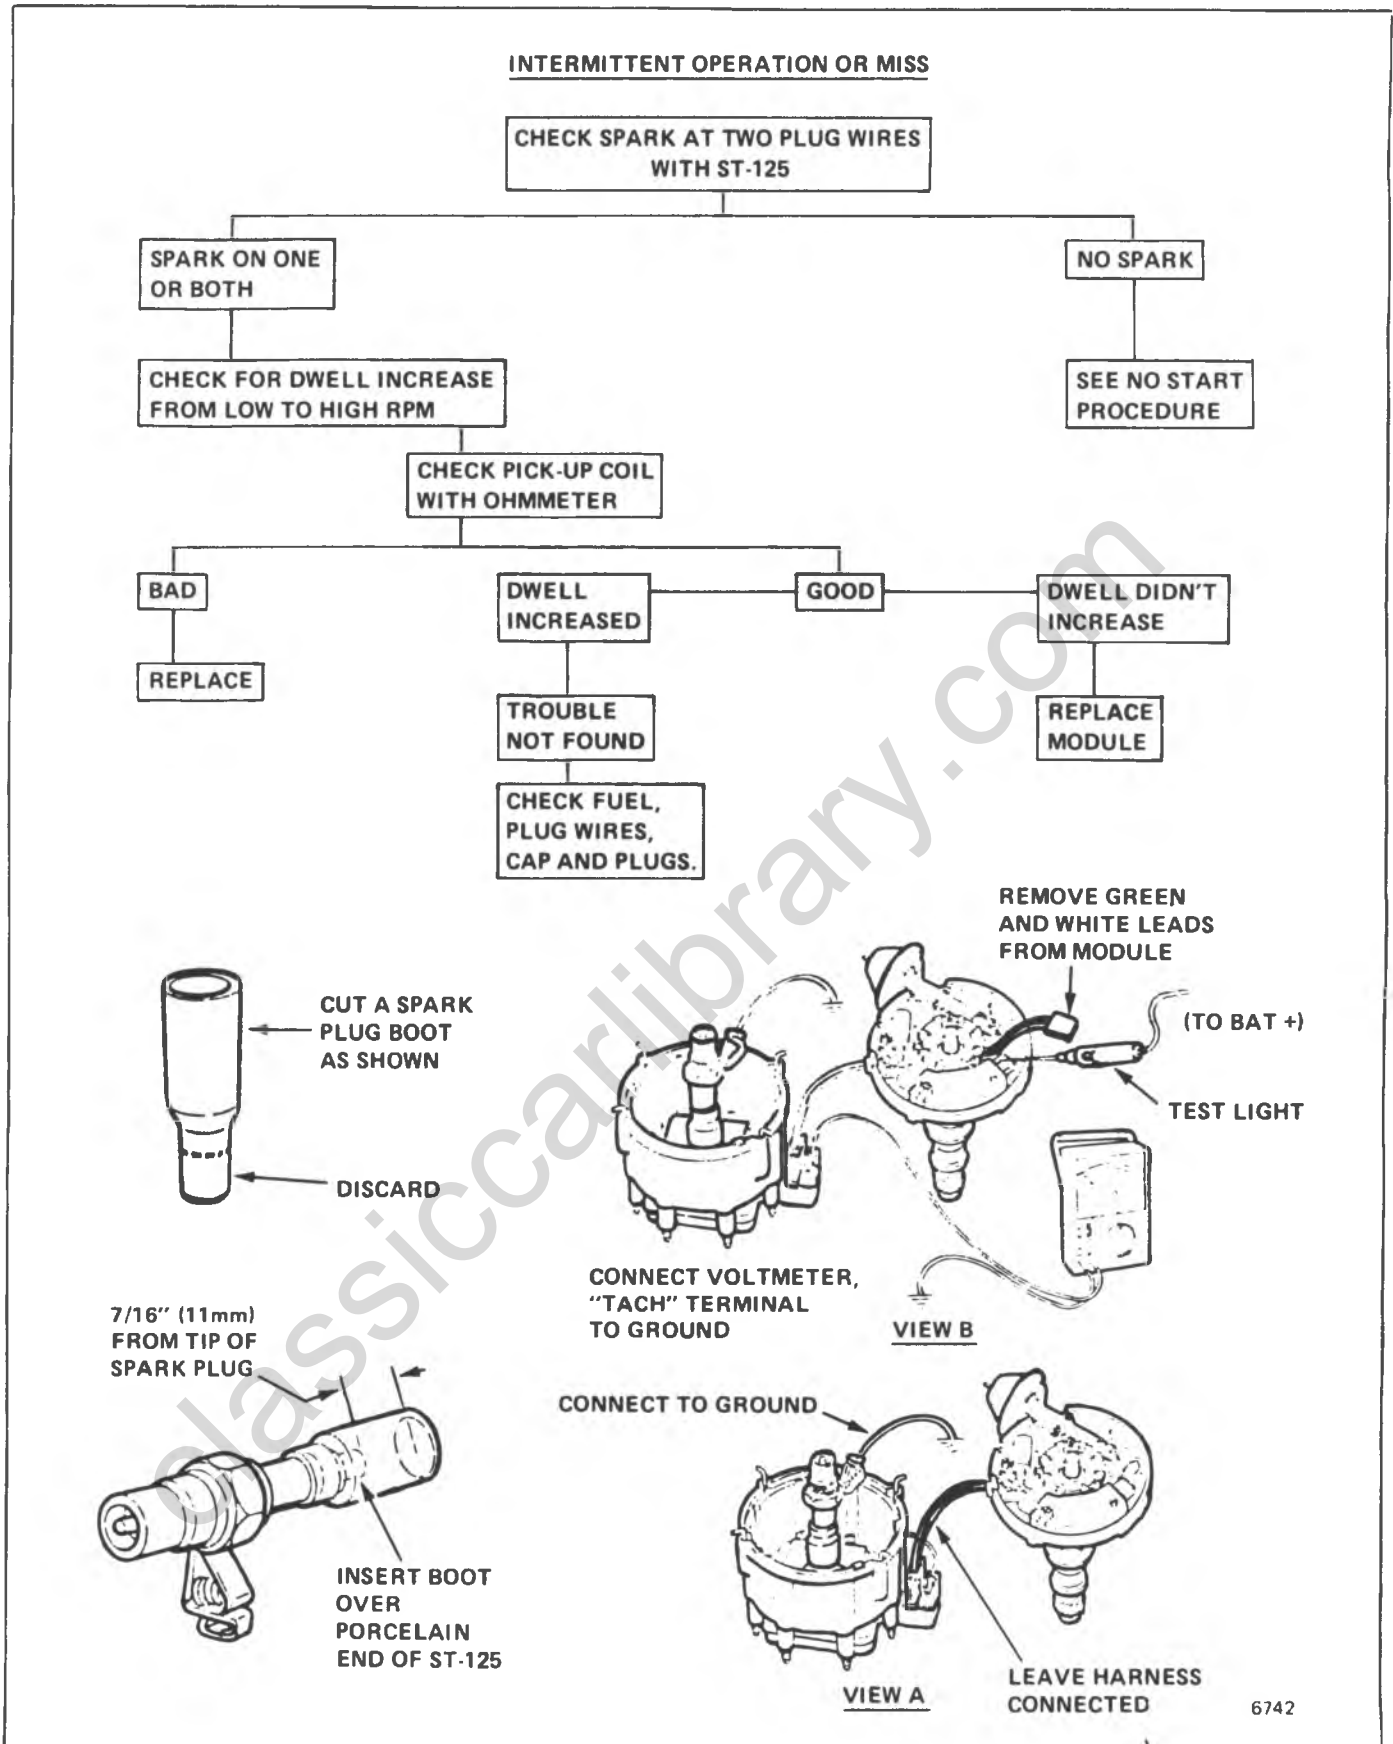 INTERMITTENT OPERATION OR MISS
CHECK SPARK AT TWO PLUG WIRES
WITH ST-125
SPARK ON ONE
OR BOTH
NO SPARK
CHECK FOR DWELL INCREASE
FROM LOW TO HIGH RPM
SEE NO START
PROCEDURE
CHECK PICK-UP COIL
WITH OHMMETER
BAD
DWELL
INCREASED
GOOD
DWELL DIDN'T
INCREASE
REPLACE
TROUBLE
NOT FOUND
REPLACE
MODULE
CHECK FUEL,
PLUG WIRES,
CAP AND PLUGS.
REMOVE GREEN
AND WHITE LEADS
FROM MODULE
CUT A SPARK
PLUG BOOT
AS SHOWN
(TO BAT +)
TEST LIGHT
DISCARD
CONNECT VOLTMETER,
"TACH" TERMINAL
TO GROUND
VIEW B
7/16" (11mm)
FROM TIP OF
SPARK PLUG
CONNECT TO GROUND
INSERT BOOT
OVER
PORCELAIN
END OF ST-125
LEAVE HARNESS
CONNECTED
VIEW A
6742
classiccarlibrary.com